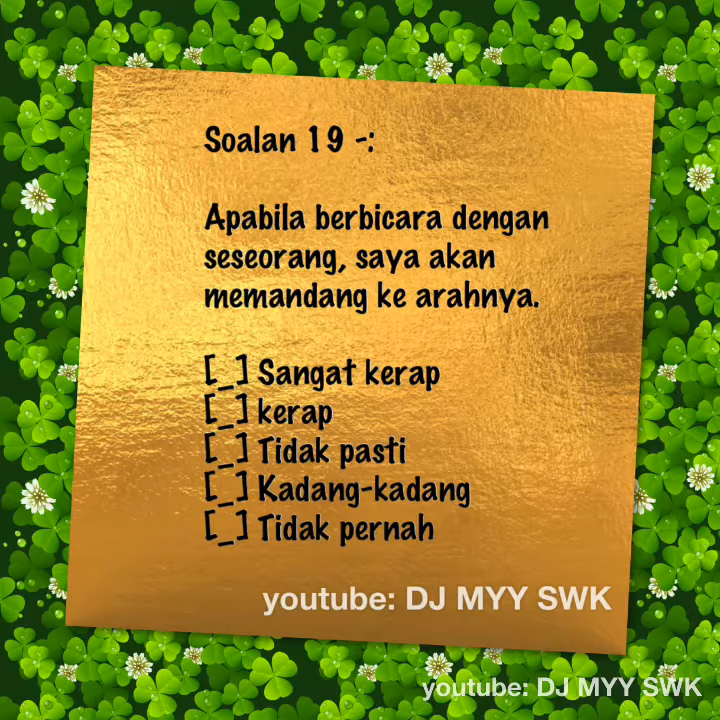 Soalan 19 -:
Apabila berbicara dengan
seseorang, saya akan
memandang ke arahnya.
[_] Sangat kerap
[_] kerap
[_] Tidak pasti
[_] Kadang-kadang
[_] Tidak pernah
youtube: DJ MYY SWK
youtube: DJ MYY SWK